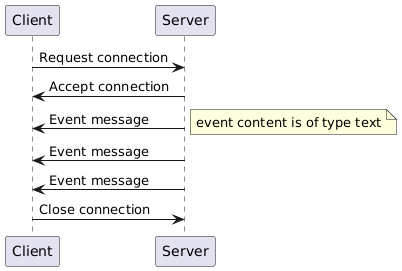 Client
Server
Request connection
Accept connection
Event message
event content is of type text
Event message
Event message
Close connection
Client
Server